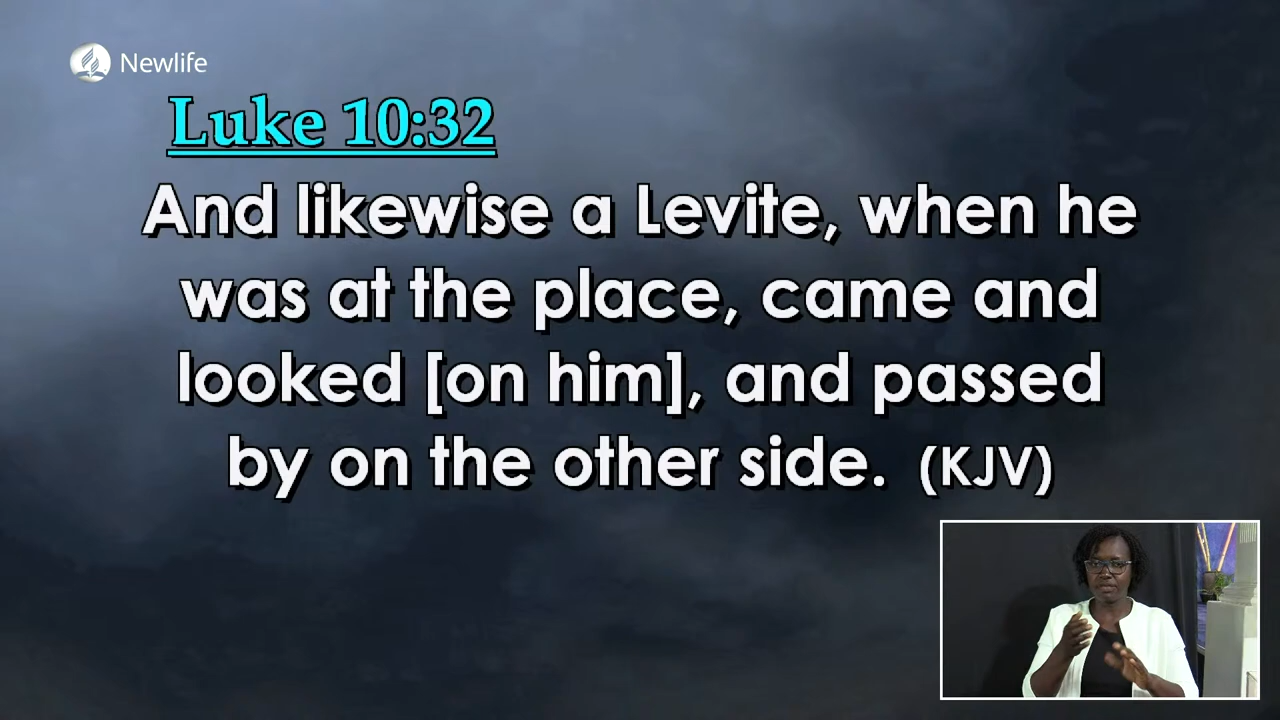 Newlife
Luke 10:32
And likewise a Levite, when he
was at the place, came and
looked [on him], and passed
by on the other side. (KJV)